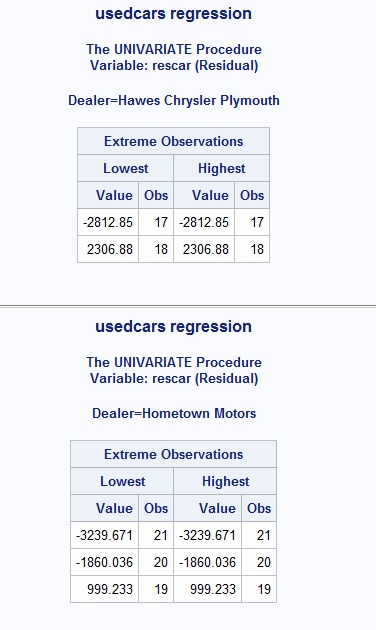 usedcars regression
The UNIVARIATE Procedure
Variable: rescar (Residual)
Dealer=Hawes Chrysler Plymouth
Extreme Observations
Lowest Highest
Value Obs Value Obs
-2812.85 17 -2812.85 17
2306.88 18 2306.88 18
usedcars regression
The UNIVARIATE Procedure
Variable: rescar (Residual)
Dealer=Hometown Motors
Extreme Observations
Lowest Highest
Value Obs Value Obs
-3239.671 21 -3239.671 21
-1860.036 20 -1860.036 20
999.233 19 999.233 19